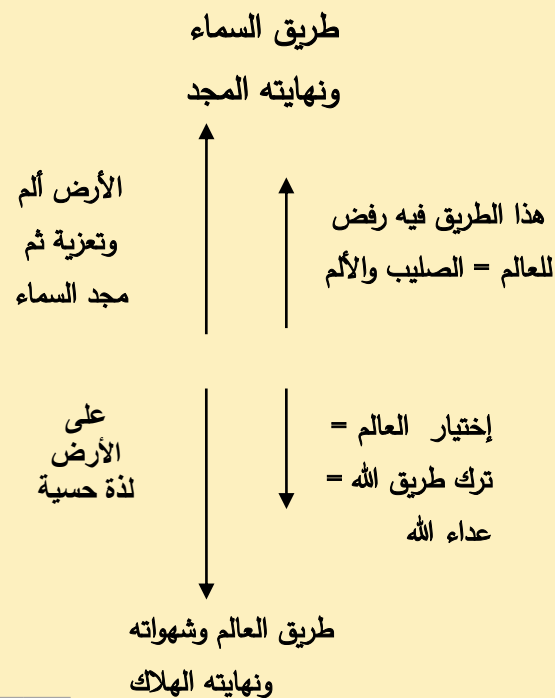 طريق السماء
ونهايته المجد
هذا الطريق فيه رفض
للعالم = الصليب والألم
الأرض ألم
وتعزية ثم
مجد السماء
إختيار العالم =
ترك طريق الله =
عداء الله
على
الأرض
لذة حسية
طريق العالم وشهواته
ونهايته الهلاك